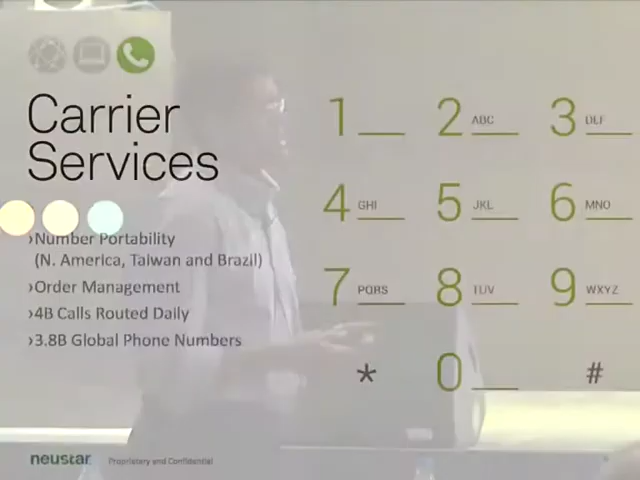 Carrier
Services
›Number Portability
(N. America, Taiwan and Brazil)
›Order Management
›4B Calls Routed Daily
›3.8B Global Phone Numbers
1
2 ABC
3 DEF
4 GHI
5 JKL
6 MNO
7 PQRS
8 TUV
9 WXYZ
*
0
#
neustar Proprietary and Confidential